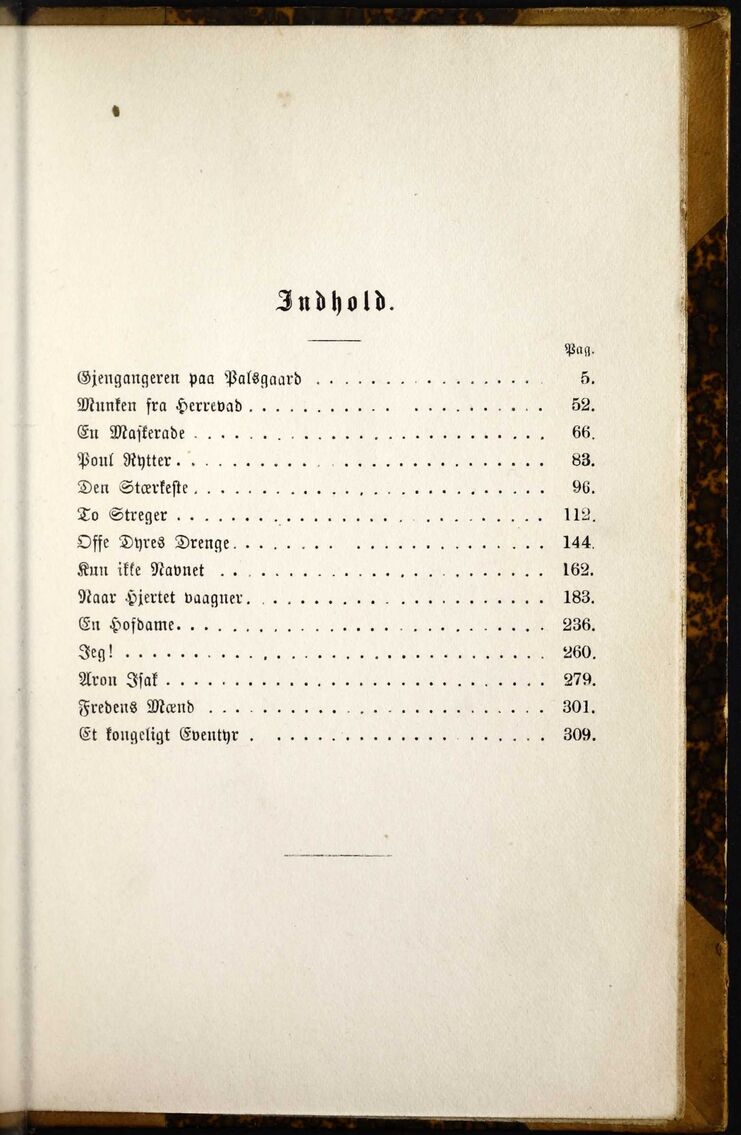 Indhold.
Pag.
Gjengangeren paa Palsgaard . . . . . . . . . . . . . . . . . 5.
Munken fra Herrevad . . . . . . . . . . . . . . . . . . . . . 52.
En Maskerade . . . . . . . . . . . . . . . . . . . . . . . . . . 66.
Poul Rytter . . . . . . . . . . . . . . . . . . . . . . . . . . . 83.
Den Stærkeste . . . . . . . . . . . . . . . . . . . . . . . . . . 96.
To Streger . . . . . . . . . . . . . . . . . . . . . . . . . . . 112.
Offe Dyres Drenge . . . . . . . . . . . . . . . . . . . . . . . 144.
Kun ikke Navnet . . . . . . . . . . . . . . . . . . . . . . . . 162.
Naar Hjertet vaagner . . . . . . . . . . . . . . . . . . . . . . 183.
En Hofdame . . . . . . . . . . . . . . . . . . . . . . . . . . . 236.
Jeg! . . . . . . . . . . . . . . . . . . . . . . . . . . . . . . . 260.
Aron Isak . . . . . . . . . . . . . . . . . . . . . . . . . . . . 279.
Fredens Mænd . . . . . . . . . . . . . . . . . . . . . . . . . 301.
Et kongeligt Eventyr . . . . . . . . . . . . . . . . . . . . . . 309.